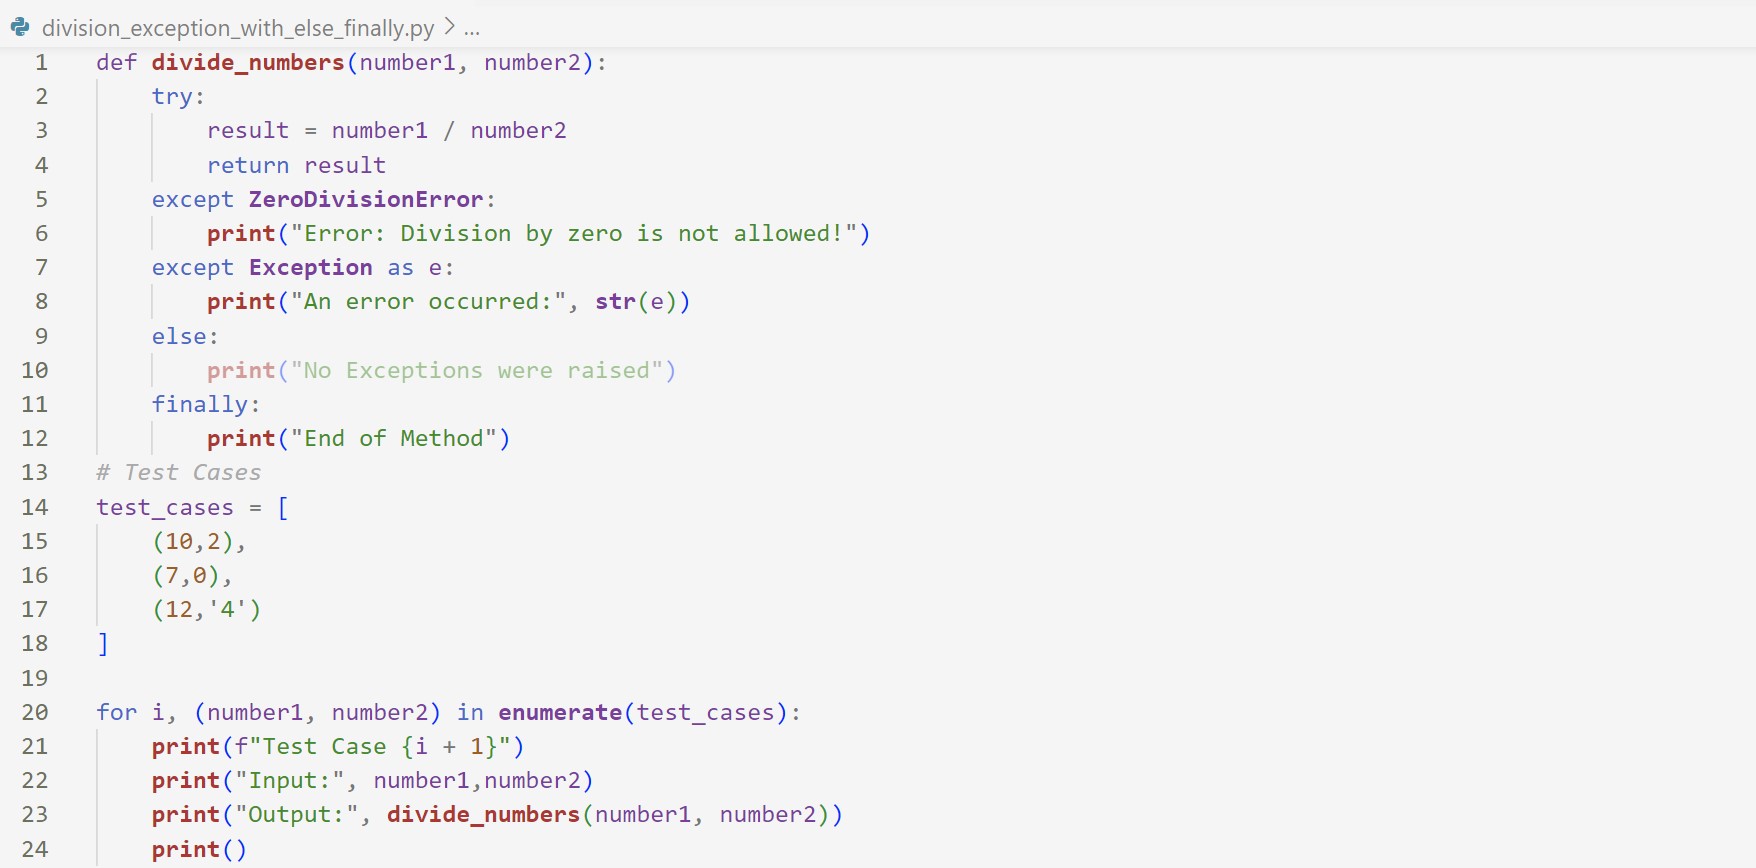 division_exception_with_else_finally.py > ...
1 def divide_numbers(number1, number2):
2     try:
3         result = number1 / number2
4         return result
5     except ZeroDivisionError:
6         print("Error: Division by zero is not allowed!")
7     except Exception as e:
8         print("An error occurred:", str(e))
9     else:
10         print("No Exceptions were raised")
11     finally:
12         print("End of Method")
13 # Test Cases
14 test_cases = [
15     (10,2),
16     (7,0),
17     (12,'4')
18 ]
19
20 for i, (number1, number2) in enumerate(test_cases):
21     print(f"Test Case {i + 1}")
22     print("Input:", number1,number2)
23     print("Output:", divide_numbers(number1, number2))
24     print()